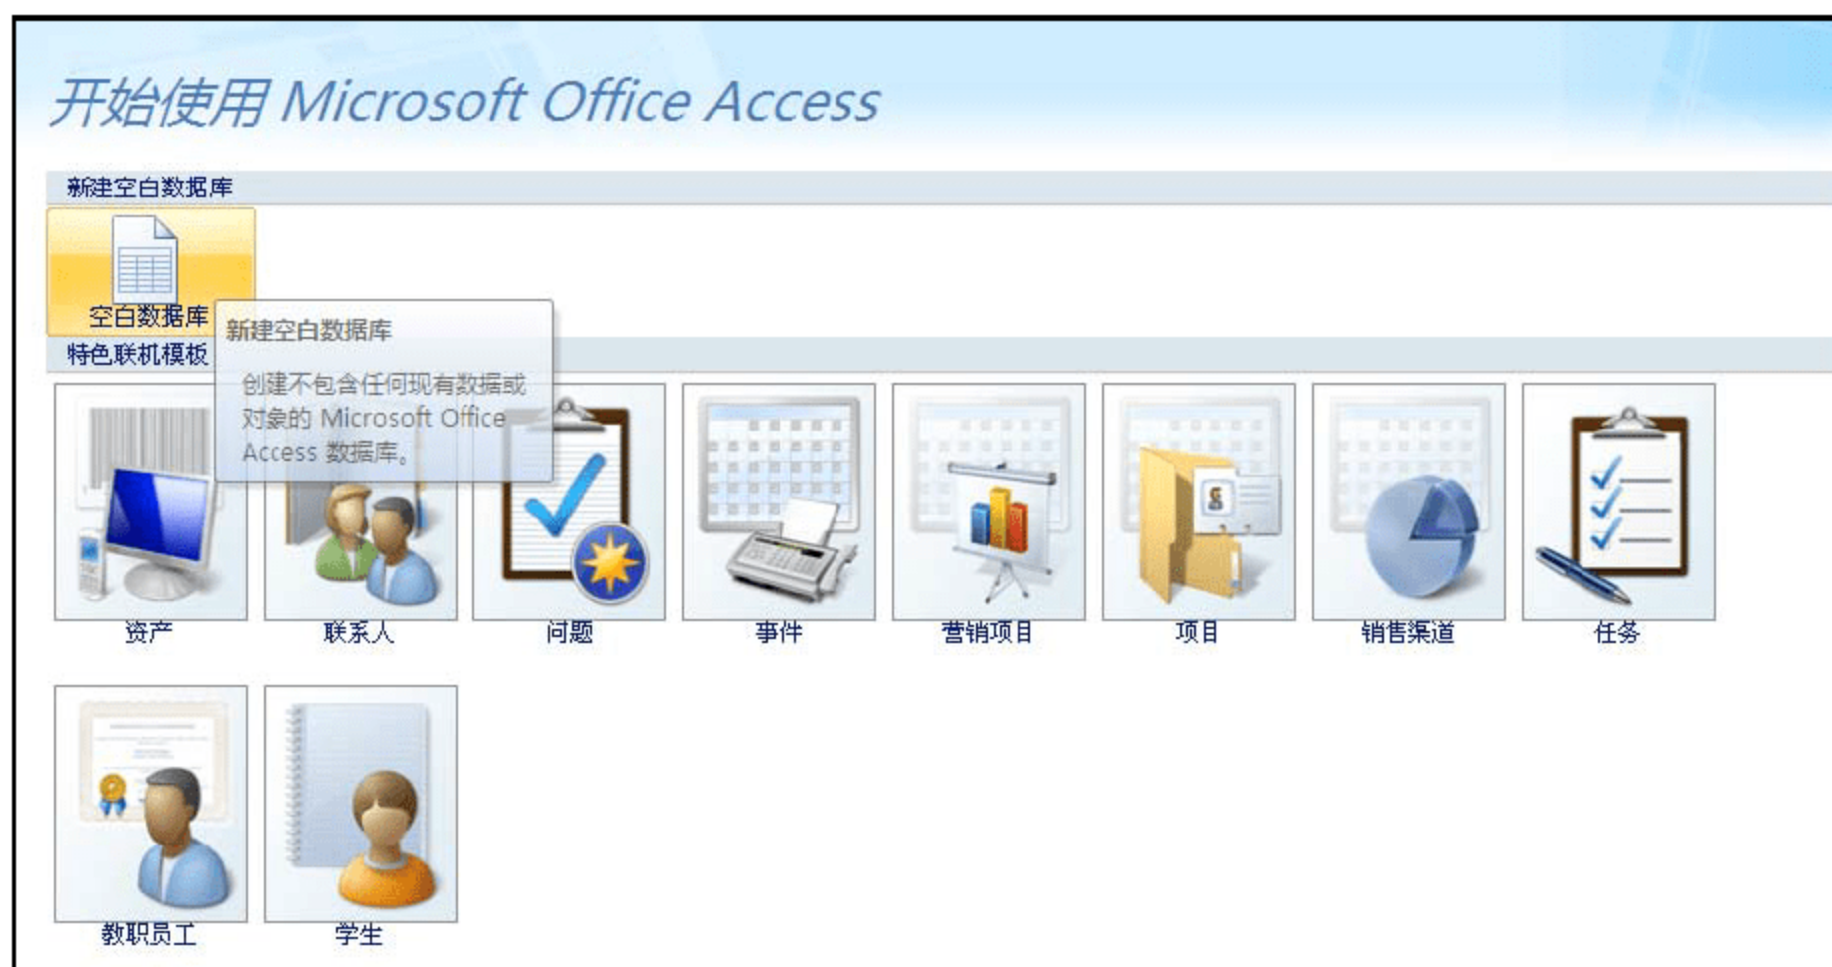 开始使用 Microsoft Office Access
新建空白数据库
空白数据库
新建空白数据库
创建不包含任何现有数据或
对象的 Microsoft Office
Access 数据库。
特色联机模板
资产
联系人
问题
事件
营销项目
项目
销售渠道
任务
教职员工
学生